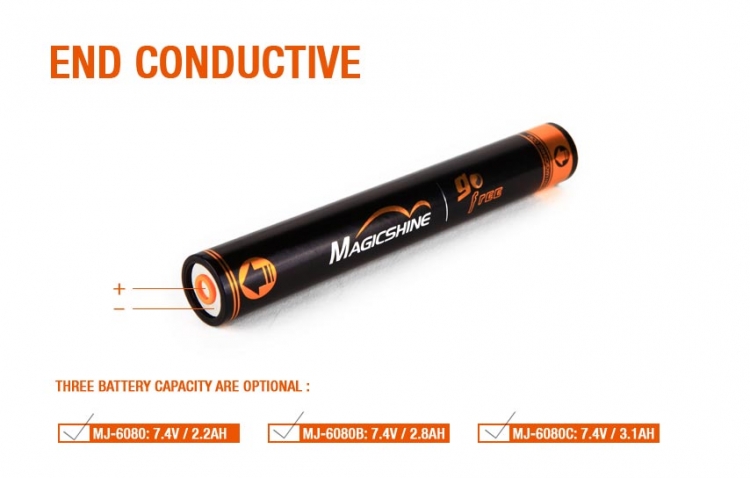 END CONDUCTIVE
go
free
MAGICSHINE
+
−
THREE BATTERY CAPACITY ARE OPTIONAL :
MJ-6080: 7.4V / 2.2AH
MJ-6080B: 7.4V / 2.8AH
MJ-6080C: 7.4V / 3.1AH